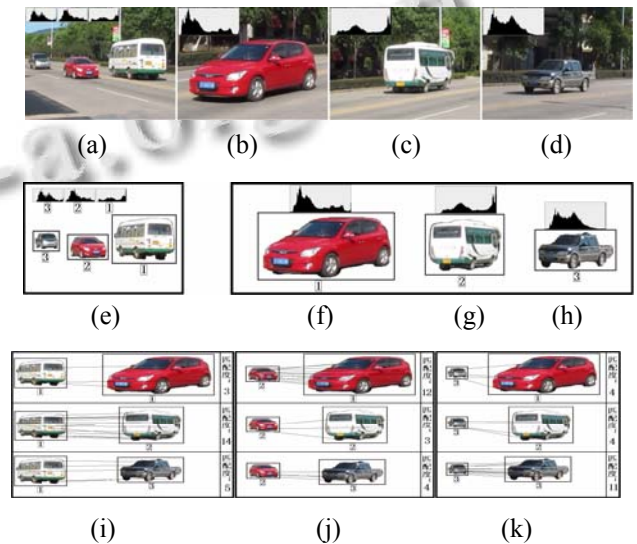 (a) (b) (c) (d)
3 2 1
3 2 1
1 2 3
(e) (f) (g) (h)
1 1 匹配度:3
2 1 匹配度:12
3 1 匹配度:4
1 2 匹配度:14
2 2 匹配度:3
3 2 匹配度:4
1 3 匹配度:5
2 3 匹配度:4
3 3 匹配度:11
(i) (j) (k)